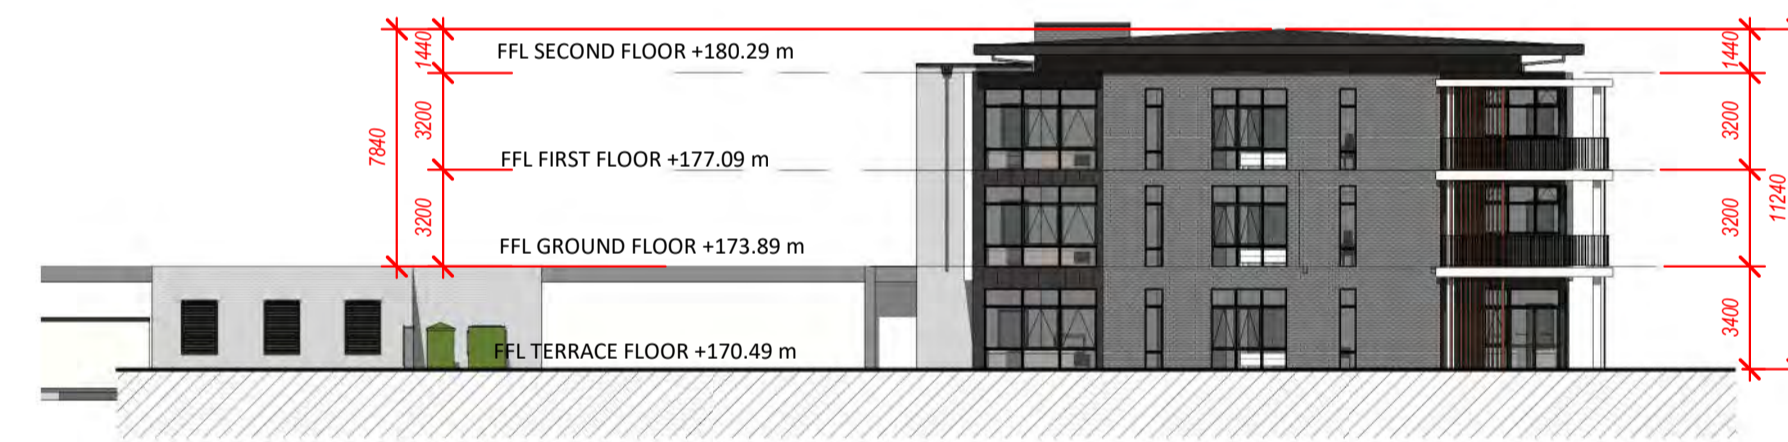 1440
FFL SECOND FLOOR +180.29 m
1440
3200
7840
FFL FIRST FLOOR +177.09 m
3200
11240
3200
FFL GROUND FLOOR +173.89 m
3200
3400
FFL TERRACE FLOOR +170.49 m